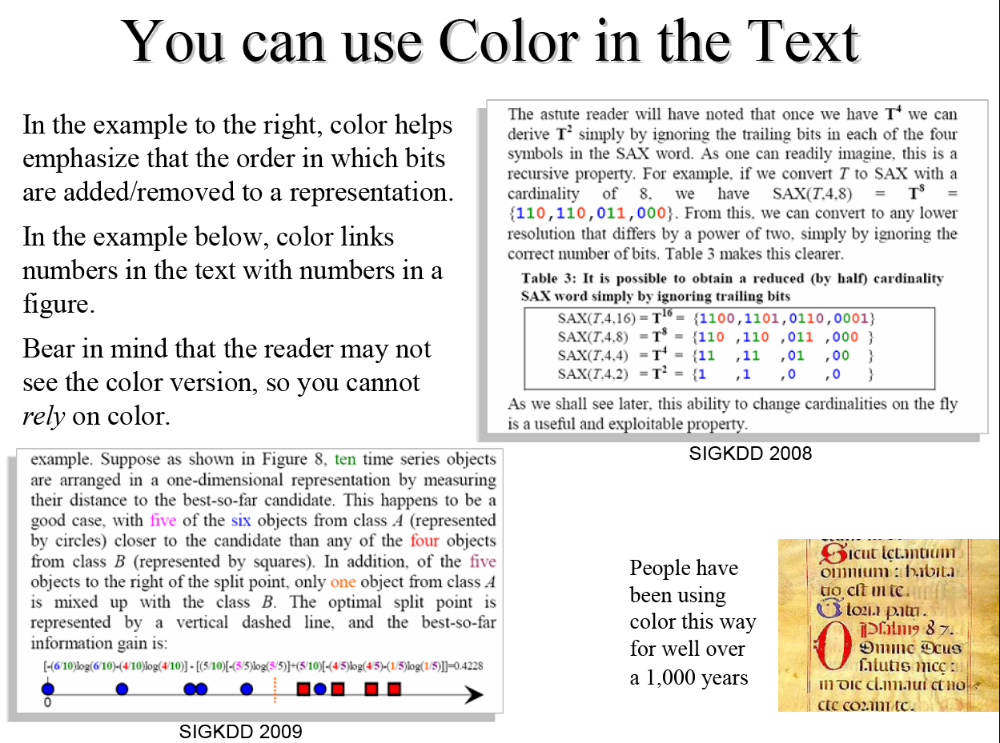 You can use Color in the Text
In the example to the right, color helps
emphasize that the order in which bits
are added/removed to a representation.
In the example below, color links
numbers in the text with numbers in a
figure.
Bear in mind that the reader may not
see the color version, so you cannot
rely on color.
The astute reader will have noted that once we have T⁴ we can
derive T² simply by ignoring the trailing bits in each of the four
symbols in the SAX word. As one can readily imagine, this is a
recursive property. For example, if we convert T to SAX with a
cardinality of 8, we have SAX(T,4,8) = T⁸ =
{110,110,011,000}. From this, we can convert to any lower
resolution that differs by a power of two, simply by ignoring the
correct number of bits. Table 3 makes this clearer.
Table 3: It is possible to obtain a reduced (by half) cardinality
SAX word simply by ignoring trailing bits
SAX(T,4,16) = T¹⁶ = {1100,1101,0110,0001}
SAX(T,4,8) = T⁸ = {110 ,110 ,011 ,000 }
SAX(T,4,4) = T⁴ = {11 ,11 ,01 ,00 }
SAX(T,4,2) = T² = {1 ,1 ,0 ,0 }
As we shall see later, this ability to change cardinalities on the fly
is a useful and exploitable property.
SIGKDD 2008
example. Suppose as shown in Figure 8, ten time series objects
are arranged in a one-dimensional representation by measuring
their distance to the best-so-far candidate. This happens to be a
good case, with five of the six objects from class A (represented
by circles) closer to the candidate than any of the four objects
from class B (represented by squares). In addition, of the five
objects to the right of the split point, only one object from class A
is mixed up with the class B. The optimal split point is
represented by a vertical dashed line, and the best-so-far
information gain is:
[-(6/10)log(6/10)-(4/10)log(4/10)] - [(5/10)[-(5/5)log(5/5)]+(5/10)[-(4/5)log(4/5)-(1/5)log(1/5)]]=0.4228
0
SIGKDD 2009
People have
been using
color this way
for well over
a 1,000 years
Sicut letantium
omnium : habita
tio est in te.
Gloria patri.
Psalmus 87.
Domine Deus
salutis mee :
in die clamaui et no
cte coram te.